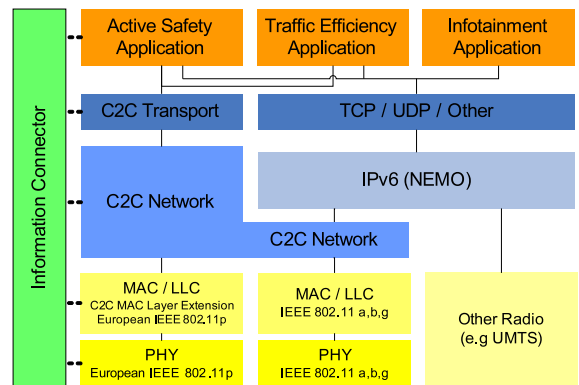 Information Connector
Active Safety
Application
Traffic Efficiency
Application
Infotainment
Application
C2C Transport
TCP / UDP / Other
C2C Network
IPv6 (NEMO)
C2C Network
MAC / LLC
C2C MAC Layer Extension
European IEEE 802.11p
MAC / LLC
IEEE 802.11 a,b,g
Other Radio
(e.g UMTS)
PHY
European IEEE 802.11p
PHY
IEEE 802.11 a,b,g